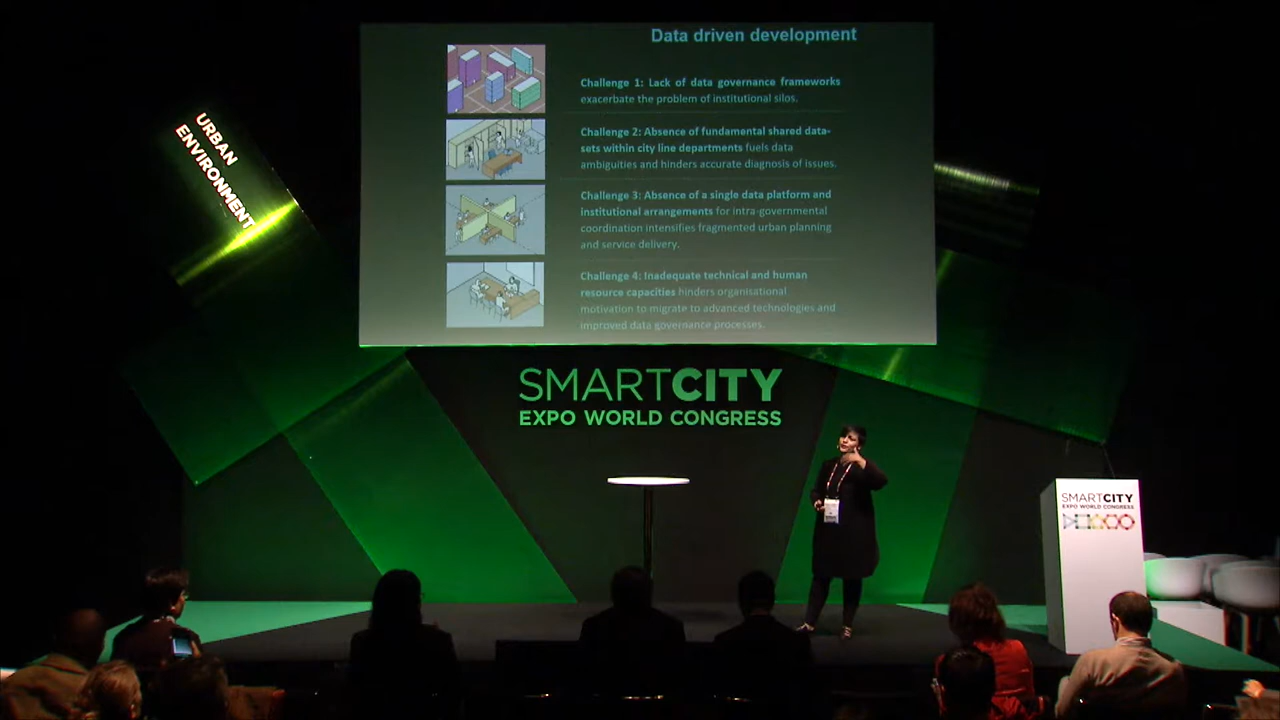 Data driven development
Challenge 1: Lack of data governance frameworks
exacerbate the problem of institutional silos.
Challenge 2: Absence of fundamental shared data-
sets within city line departments fuels data
ambiguities and hinders accurate diagnosis of issues.
Challenge 3: Absence of a single data platform and
institutional arrangements for intra-governmental
coordination intensifies fragmented urban planning
and service delivery.
Challenge 4: Inadequate technical and human
resource capacities hinders organisational
motivation to migrate to advanced technologies and
improved data governance processes.
URBAN
ENVIRONMENT
SMARTCITY
EXPO WORLD CONGRESS
SMARTCITY
EXPO WORLD CONGRESS